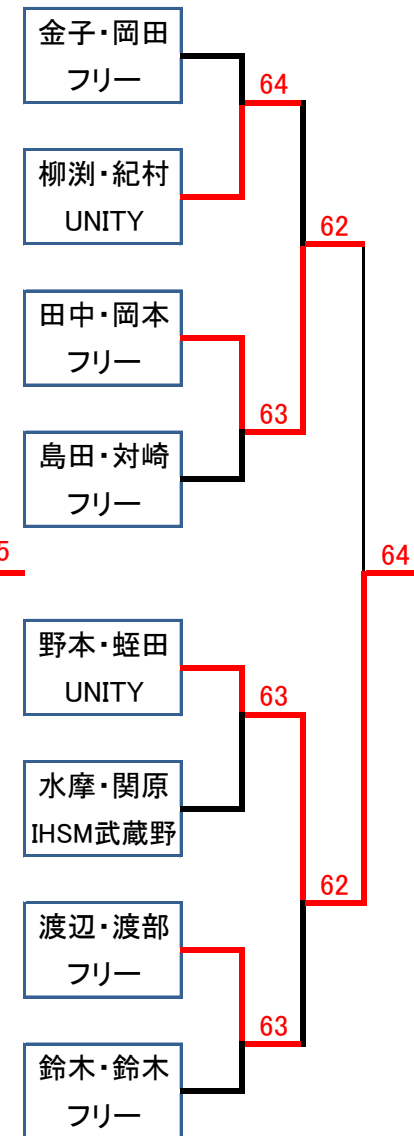 金子・岡田
フリー
64
柳渕・紀村
UNITY
62
田中・岡本
フリー
63
島田・対崎
フリー
5
64
野本・蛭田
UNITY
63
水摩・関原
IHSM武蔵野
62
渡辺・渡部
フリー
63
鈴木・鈴木
フリー